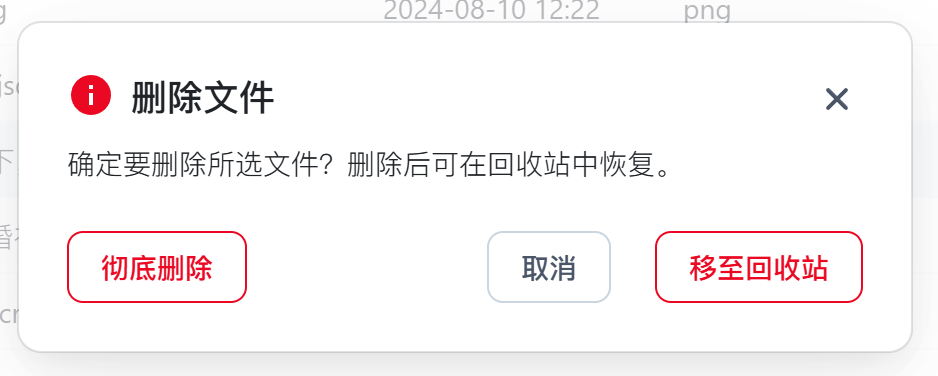 2024-08-10 12:22 png
删除文件
确定要删除所选文件？删除后可在回收站中恢复。
彻底删除 取消 移至回收站